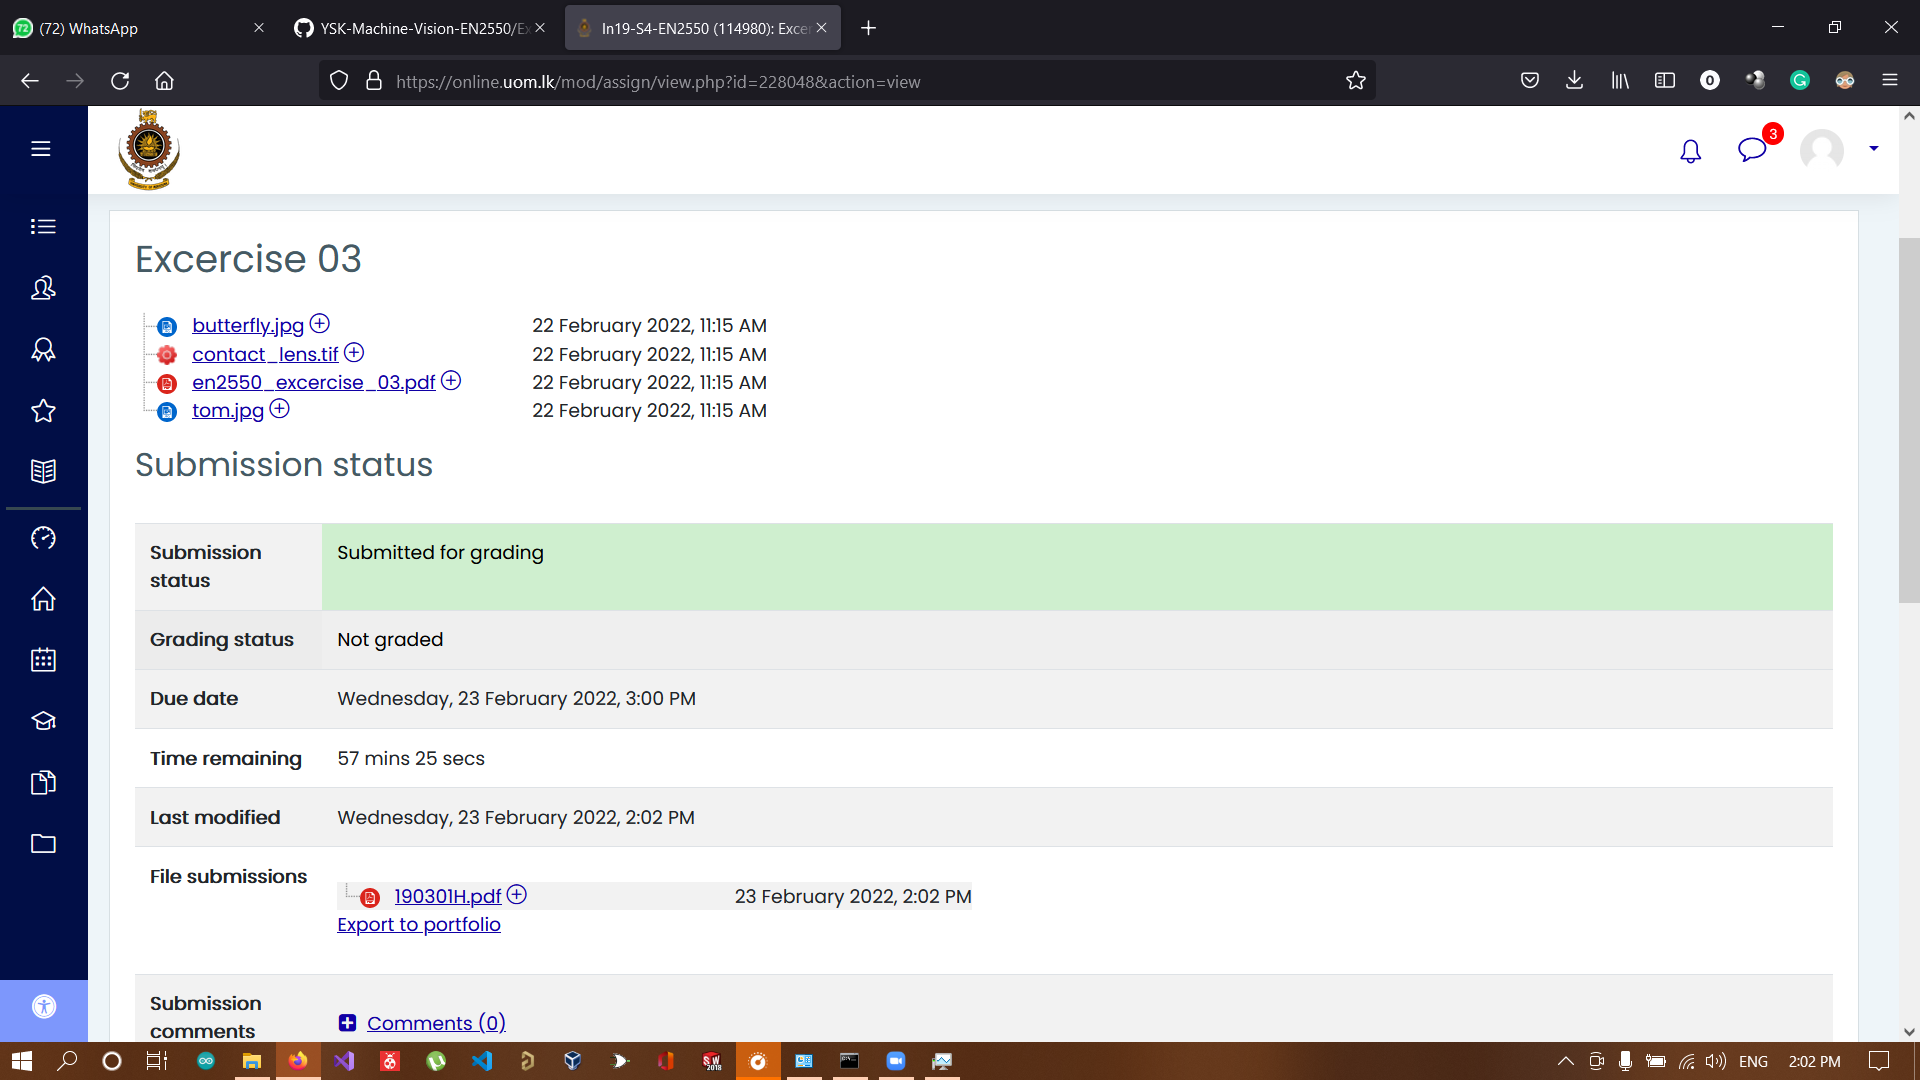 (72) WhatsApp
YSK-Machine-Vision-EN2550/Ex
In19-S4-EN2550 (114980): Excer
https://online.uom.lk/mod/assign/view.php?id=228048&action=view
3
Excercise 03
butterfly.jpg 22 February 2022, 11:15 AM
contact_lens.tif 22 February 2022, 11:15 AM
en2550_excercise_03.pdf 22 February 2022, 11:15 AM
tom.jpg 22 February 2022, 11:15 AM
Submission status
Submission status Submitted for grading
Grading status Not graded
Due date Wednesday, 23 February 2022, 3:00 PM
Time remaining 57 mins 25 secs
Last modified Wednesday, 23 February 2022, 2:02 PM
File submissions
190301H.pdf 23 February 2022, 2:02 PM
Export to portfolio
Submission comments
Comments (0)
ENG 2:02 PM